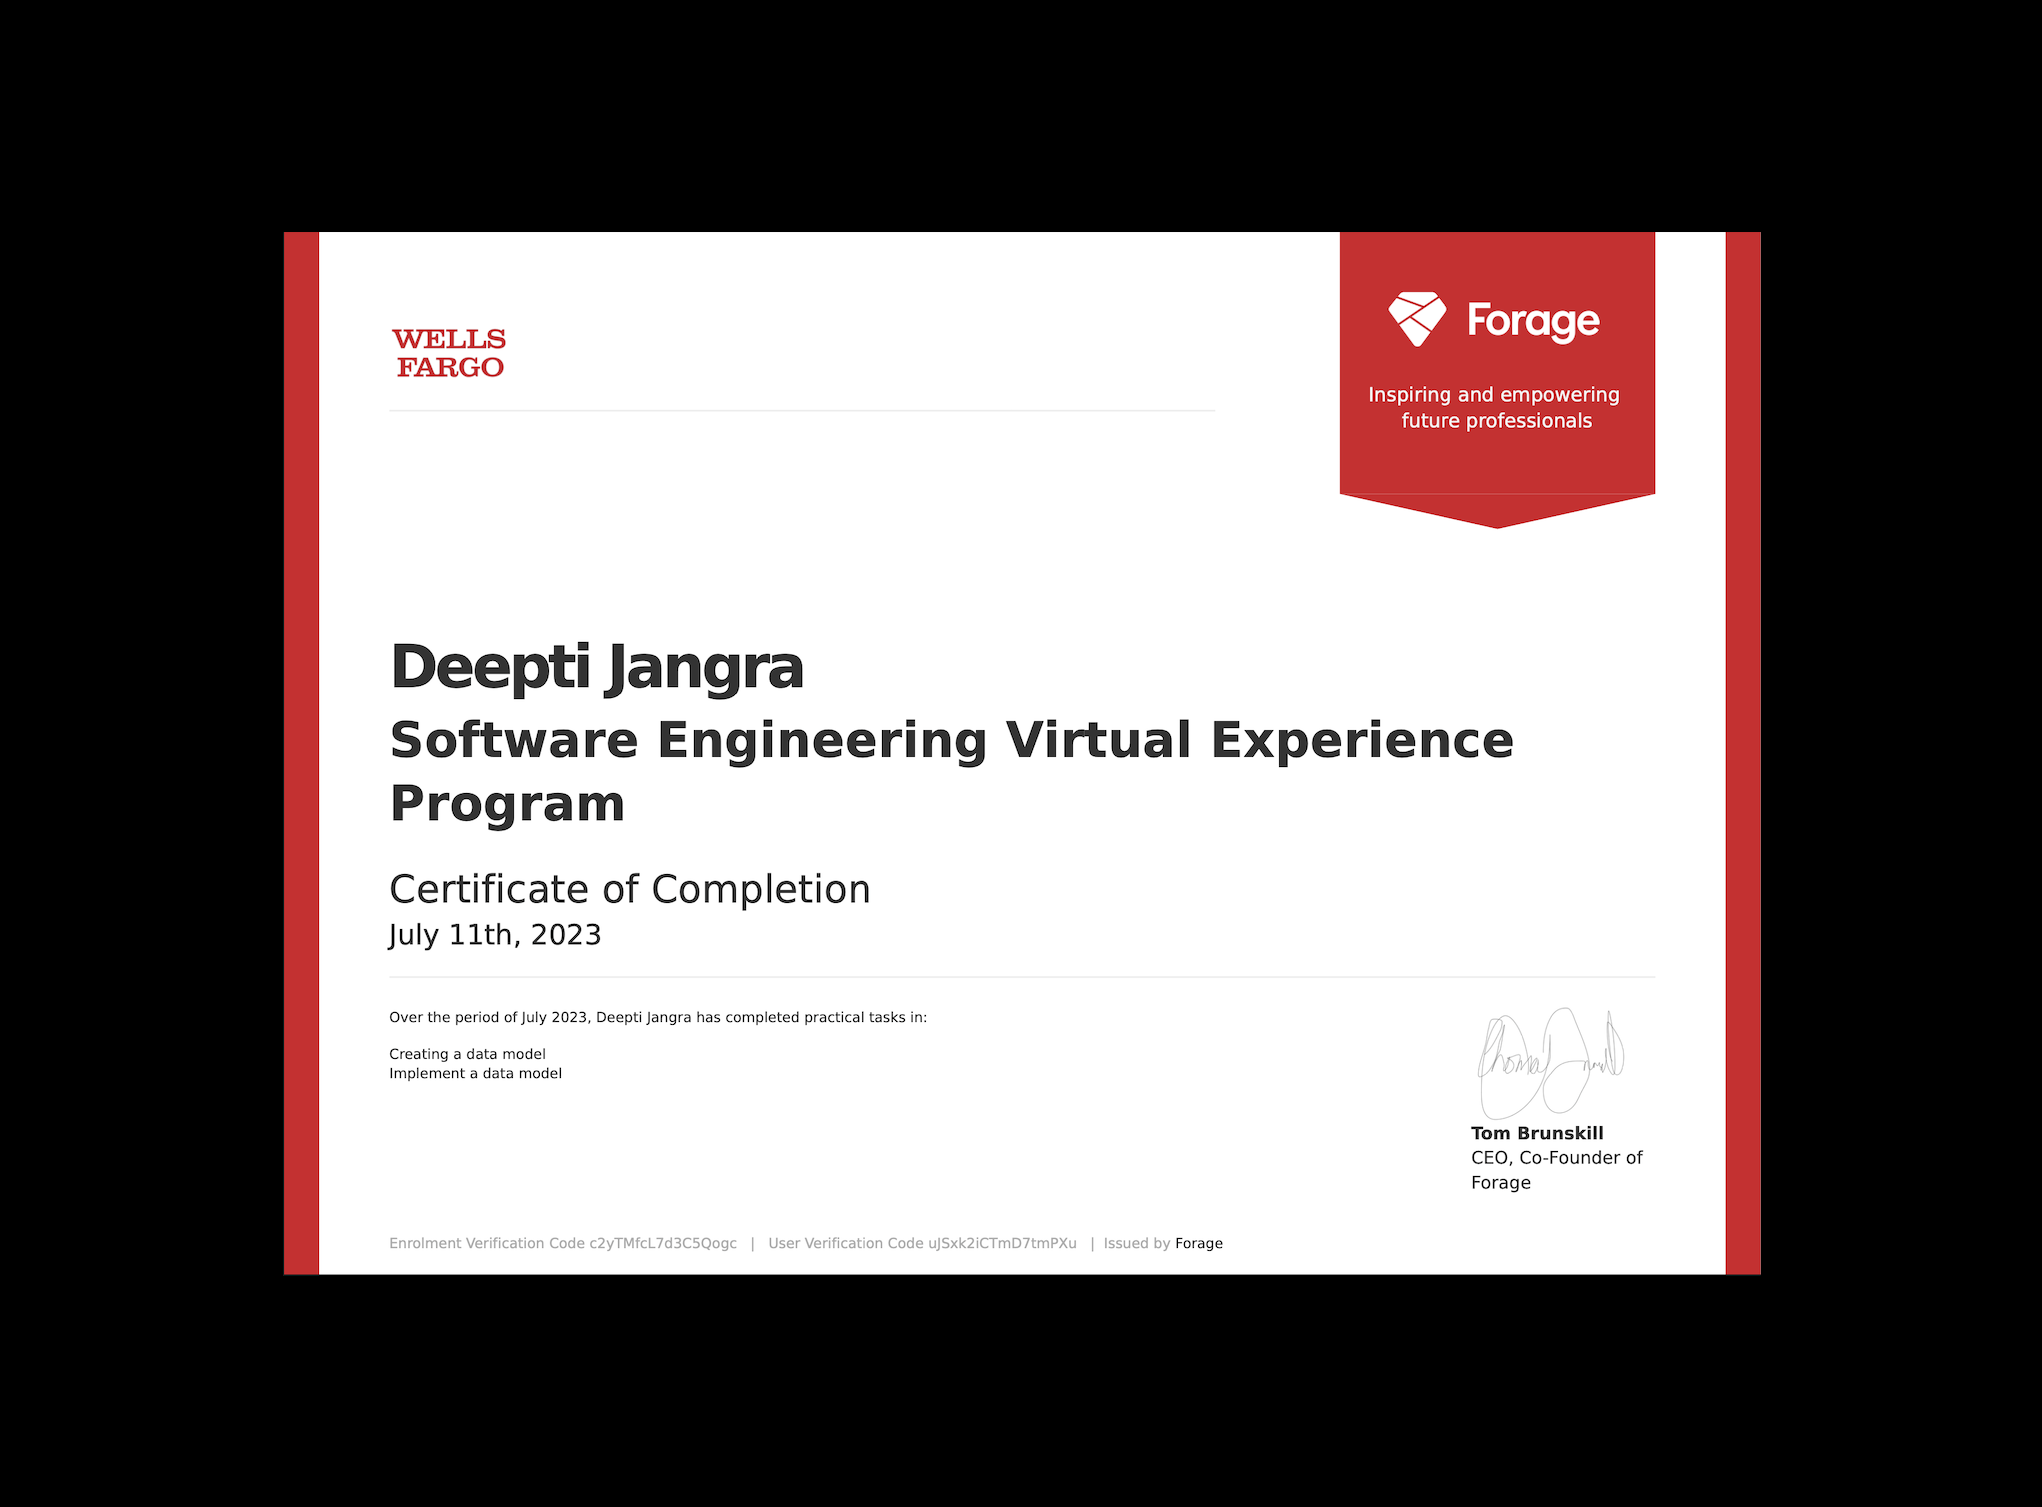 WELLS
FARGO
Forage
Inspiring and empowering
future professionals
Deepti Jangra
Software Engineering Virtual Experience
Program
Certificate of Completion
July 11th, 2023
Over the period of July 2023, Deepti Jangra has completed practical tasks in:
Creating a data model
Implement a data model
Tom Brunskill
CEO, Co-Founder of
Forage
Enrolment Verification Code c2yTMfcL7d3C5Qogc | User Verification Code uJSxk2iCTmD7tmPXu | Issued by Forage